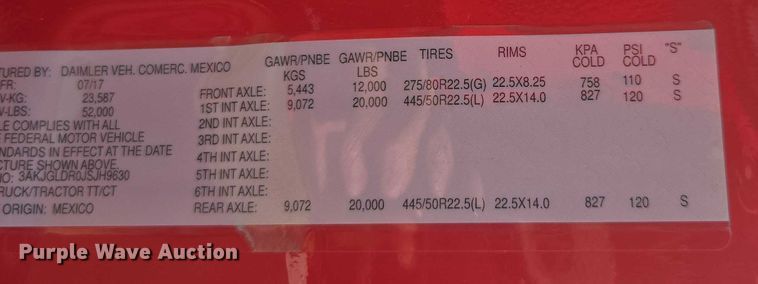 GAWR/PNBE GAWR/PNBE TIRES RIMS KPA PSI "S"
TURED BY: DAIMLER VEH. COMERC. MEXICO KGS LBS COLD COLD
FR: 07/17 FRONT AXLE: 5,443 12,000 275/80R22.5(G) 22.5X8.25 758 110 S
V-KG: 23,587 1ST INT AXLE: 9,072 20,000 445/50R22.5(L) 22.5X14.0 827 120 S
V-LBS: 52,000 2ND INT AXLE:
LE COMPLIES WITH ALL 3RD INT AXLE:
FEDERAL MOTOR VEHICLE 4TH INT AXLE:
NDARDS IN EFFECT AT THE DATE 5TH INT AXLE:
CTURE SHOWN ABOVE.
NO: 3AKJGLDR0JSJH9630
RUCK/TRACTOR TT/CT 6TH INT AXLE:
ORIGIN: MEXICO REAR AXLE: 9,072 20,000 445/50R22.5(L) 22.5X14.0 827 120 S
Purple Wave Auction